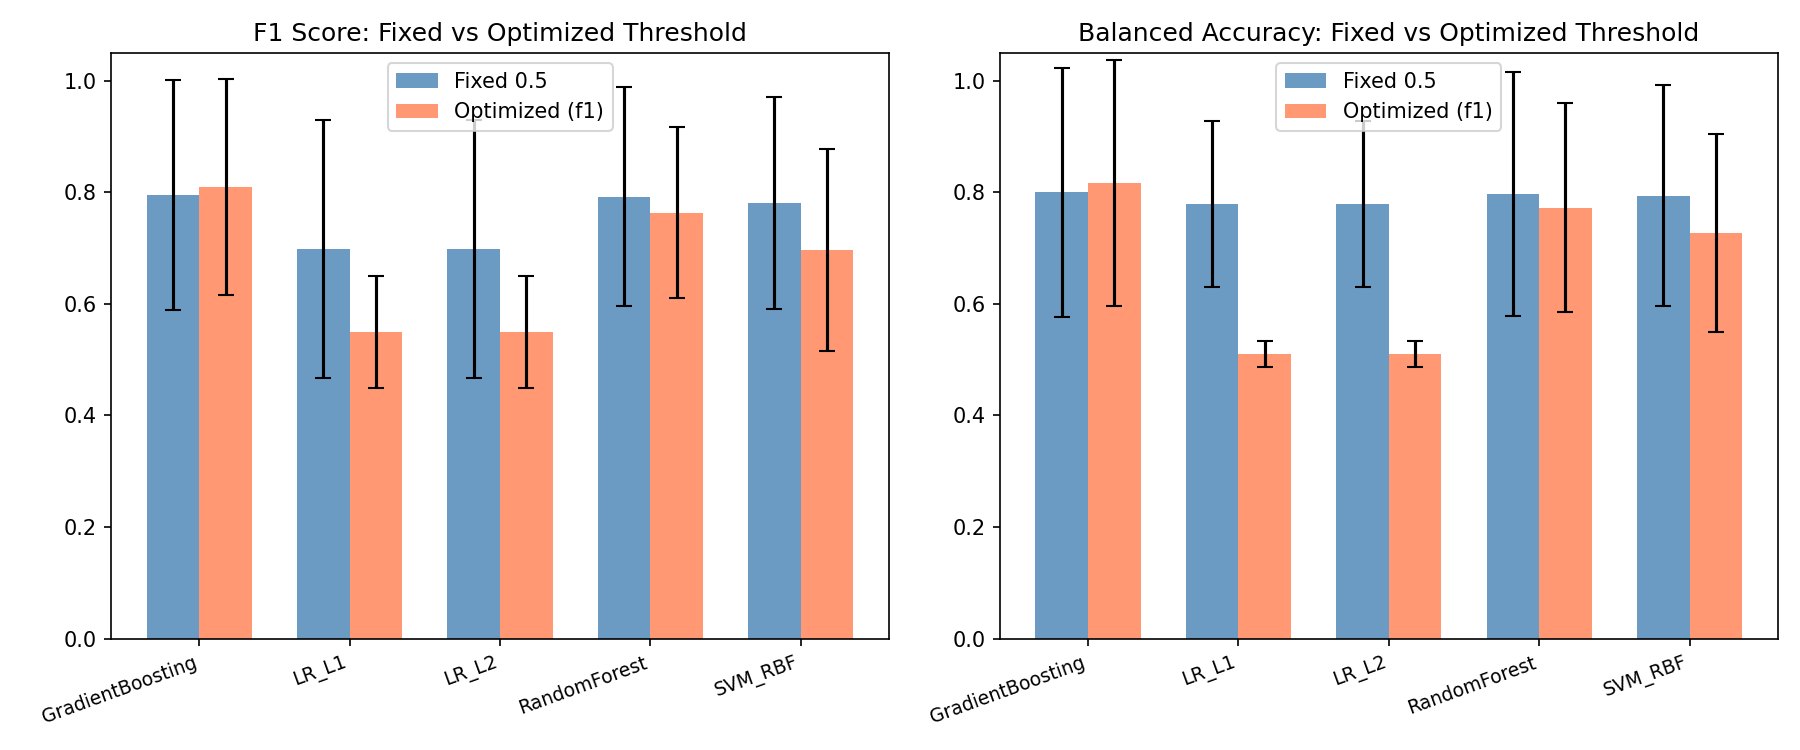 F1 Score: Fixed vs Optimized Threshold
Fixed 0.5
Optimized (f1)
1.0
0.8
0.6
0.4
0.2
0.0
GradientBoosting
LR_L1
LR_L2
RandomForest
SVM_RBF
Balanced Accuracy: Fixed vs Optimized Threshold
Fixed 0.5
Optimized (f1)
1.0
0.8
0.6
0.4
0.2
0.0
GradientBoosting
LR_L1
LR_L2
RandomForest
SVM_RBF